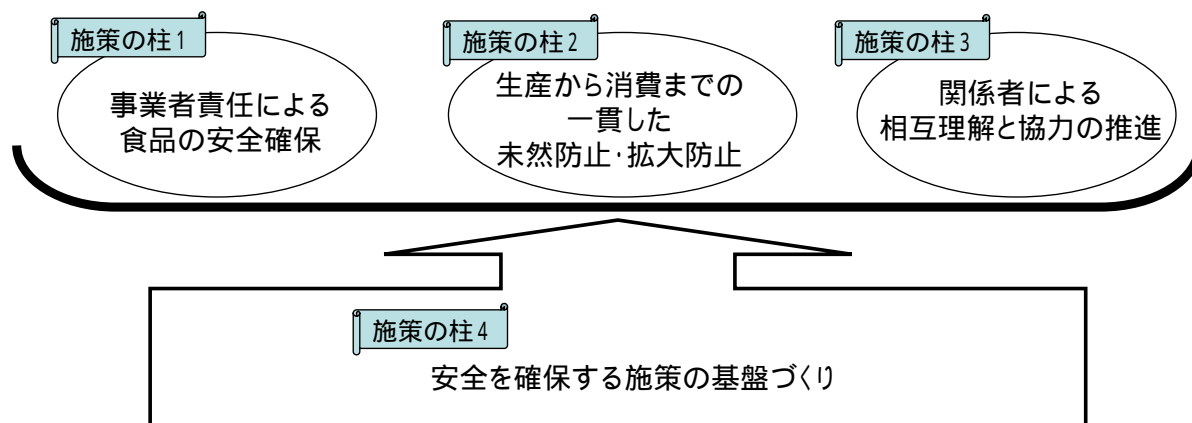 施策の柱1
事業者責任による
食品の安全確保
施策の柱2
生産から消費までの
一貫した
未然防止・拡大防止
施策の柱3
関係者による
相互理解と協力の推進
施策の柱4
安全を確保する施策の基盤づくり